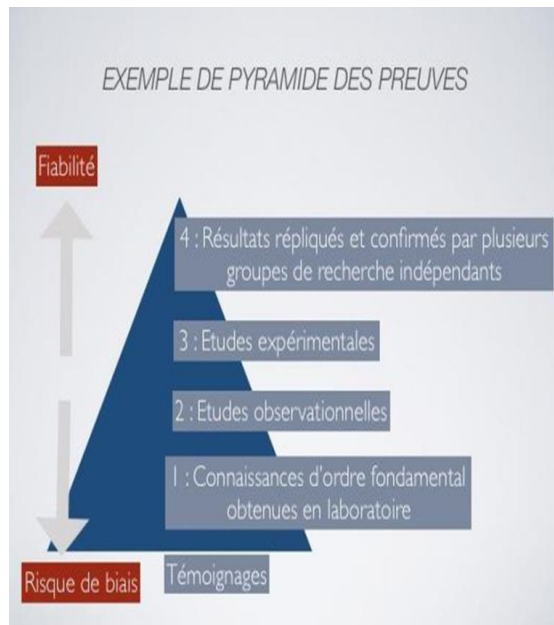 EXEMPLE DE PYRAMIDE DES PREUVES
Fiabilité
4 : Résultats répliqués et confirmés par plusieurs
groupes de recherche indépendants
3 : Etudes expérimentales
2 : Etudes observationnelles
1 : Connaissances d'ordre fondamental
obtenues en laboratoire
Témoignages
Risque de biais